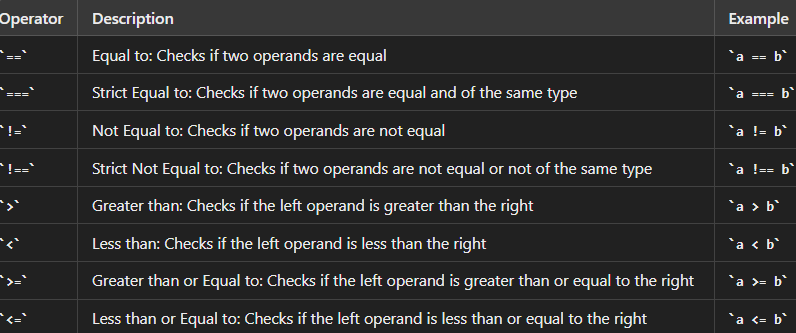 Operator Description Example
`==` Equal to: Checks if two operands are equal `a == b`
`===` Strict Equal to: Checks if two operands are equal and of the same type `a === b`
`!=` Not Equal to: Checks if two operands are not equal `a != b`
`!==` Strict Not Equal to: Checks if two operands are not equal or not of the same type `a !== b`
`>` Greater than: Checks if the left operand is greater than the right `a > b`
`<` Less than: Checks if the left operand is less than the right `a < b`
`>=` Greater than or Equal to: Checks if the left operand is greater than or equal to the right `a >= b`
`<=` Less than or Equal to: Checks if the left operand is less than or equal to the right `a <= b`